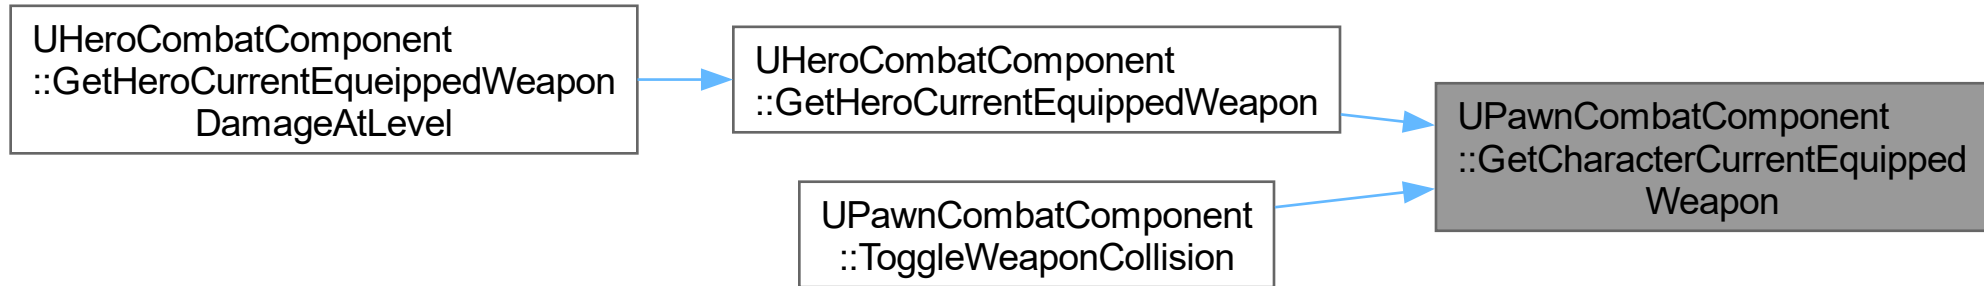 UHeroCombatComponent
::GetHeroCurrentEqueippedWeapon
DamageAtLevel
UHeroCombatComponent
::GetHeroCurrentEquippedWeapon
UPawnCombatComponent
::GetCharacterCurrentEquipped
Weapon
UPawnCombatComponent
::ToggleWeaponCollision